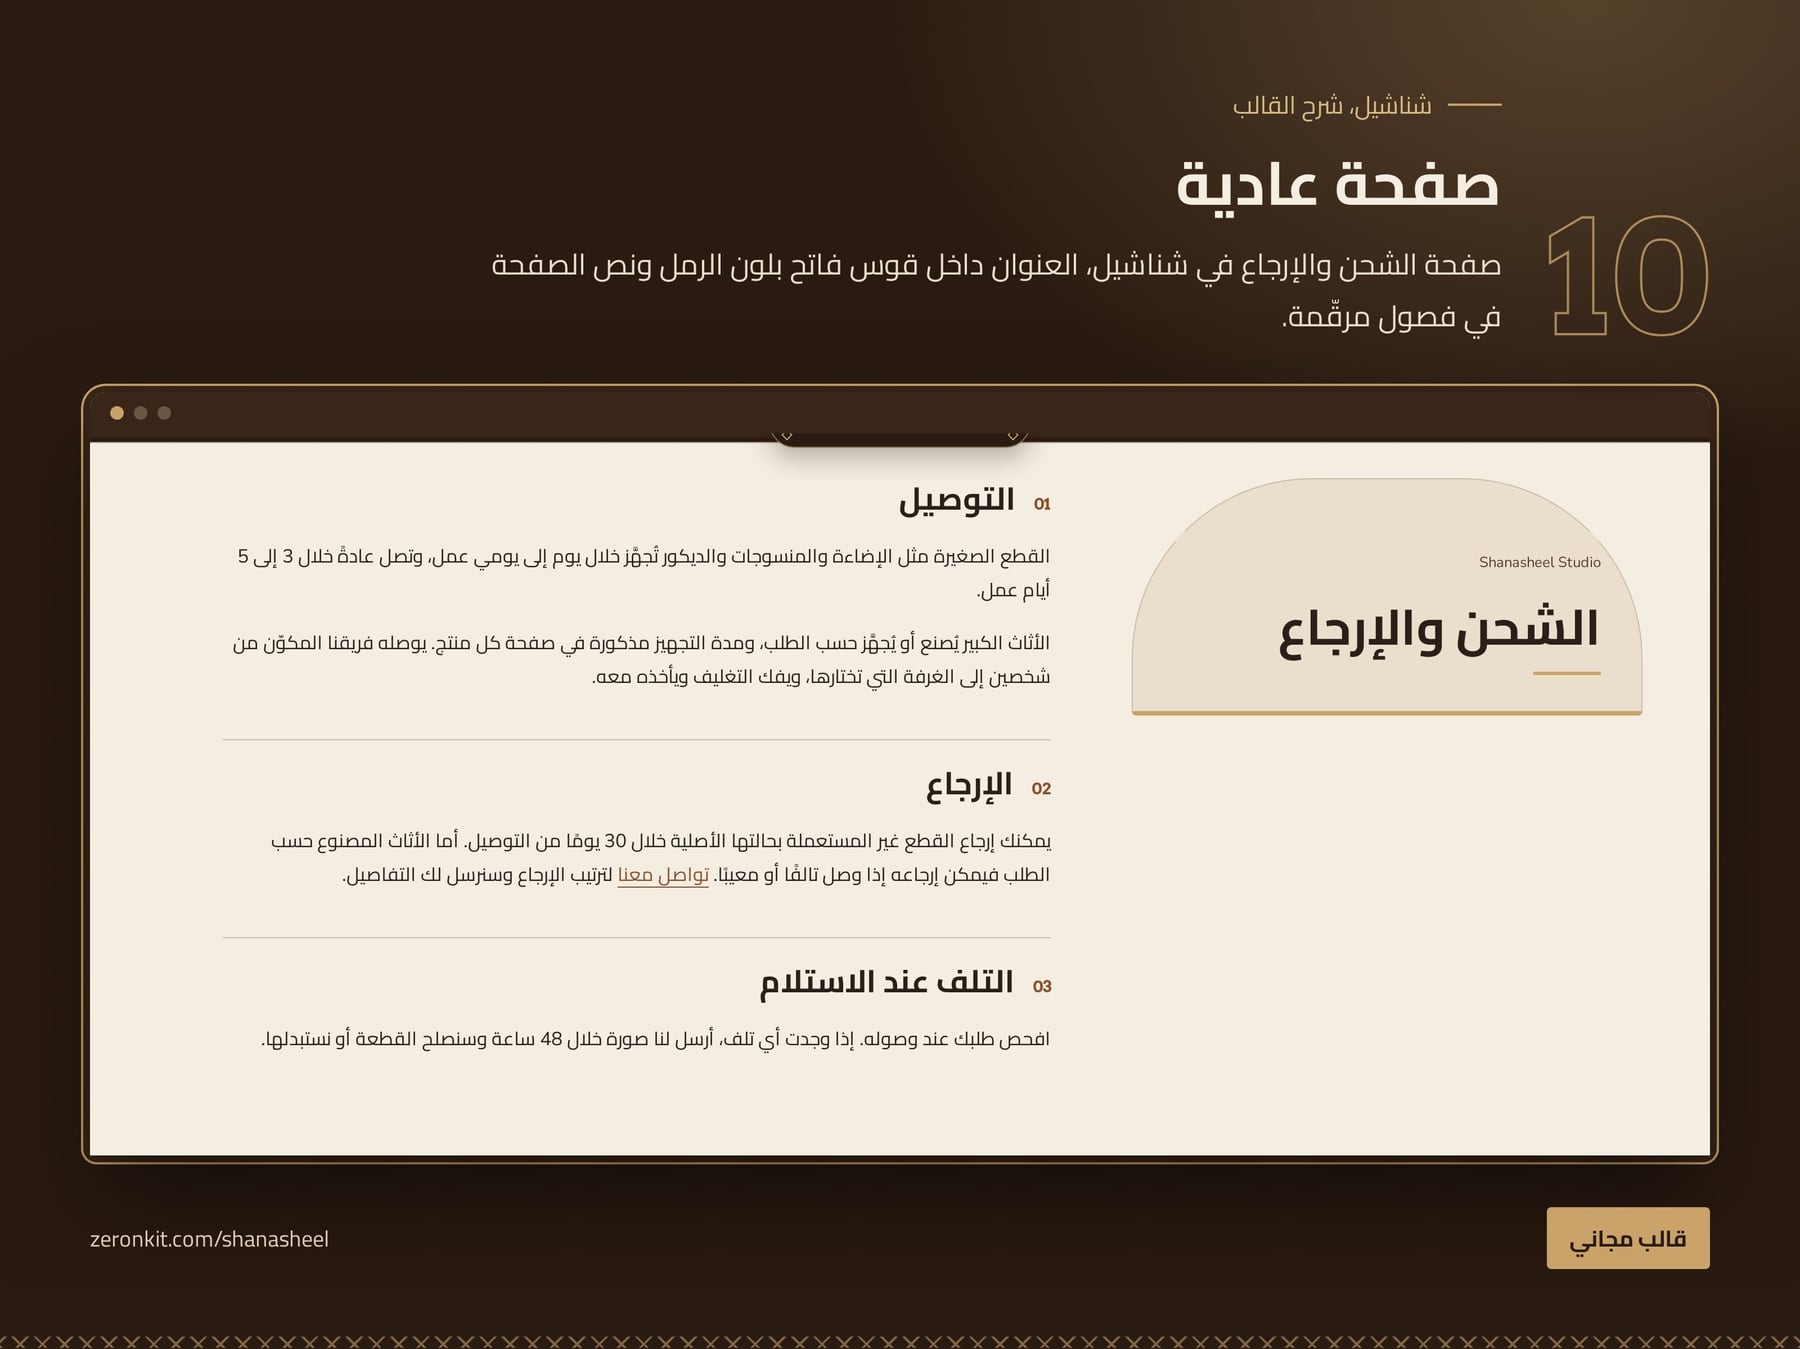 شناشيل، شرح القالب
صفحة عادية
10
صفحة الشحن والإرجاع في شناشيل، العنوان داخل قوس فاتح بلون الرمل ونص الصفحة
في فصول مرقّمة.
Shanasheel Studio
الشحن والإرجاع
01 التوصيل
القطع الصغيرة مثل الإضاءة والمنسوجات والديكور تُجهَّز خلال يوم إلى يومي عمل، وتصل عادةً خلال 3 إلى 5
أيام عمل.
الأثاث الكبير يُصنع أو يُجهَّز حسب الطلب، ومدة التجهيز مذكورة في صفحة كل منتج. يوصله فريقنا المكوّن من
شخصين إلى الغرفة التي تختارها، ويفك التغليف ويأخذه معه.
02 الإرجاع
يمكنك إرجاع القطع غير المستعملة بحالتها الأصلية خلال 30 يومًا من التوصيل. أما الأثاث المصنوع حسب
الطلب فيمكن إرجاعه إذا وصل تالفًا أو معيبًا. تواصل معنا لترتيب الإرجاع وسنرسل لك التفاصيل.
03 التلف عند الاستلام
افحص طلبك عند وصوله. إذا وجدت أي تلف، أرسل لنا صورة خلال 48 ساعة وسنصلح القطعة أو نستبدلها.
قالب مجاني
zeronkit.com/shanasheel